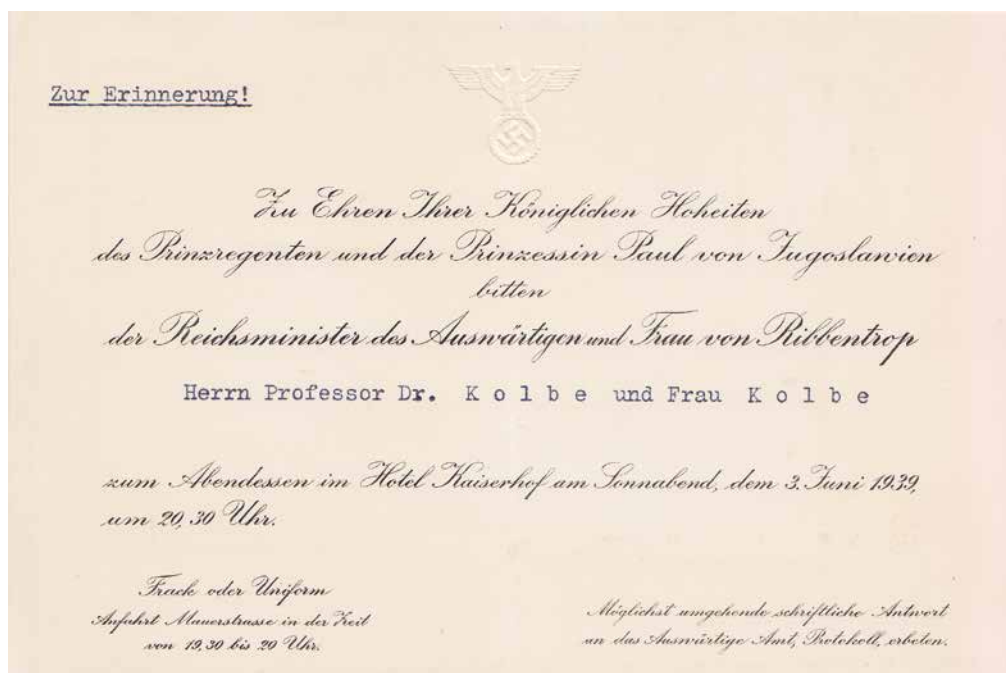 Zur Erinnerung!
Zu Ehren Ihrer Königlichen Hoheiten
des Prinzregenten und der Prinzessin Paul von Jugoslawien
bitten
der Reichsminister des Auswärtigen und Frau von Ribbentrop
Herrn Professor Dr. K o l b e und Frau K o l b e
zum Abendessen im Hotel Kaiserhof am Sonnabend, dem 3. Juni 1939,
um 20,30 Uhr.
Frack oder Uniform
Anfahrt Mauerstrasse in der Zeit
von 19,30 bis 20 Uhr.
Möglichst umgehende schriftliche Antwort
an das Auswärtige Amt, Protokoll, erbeten.